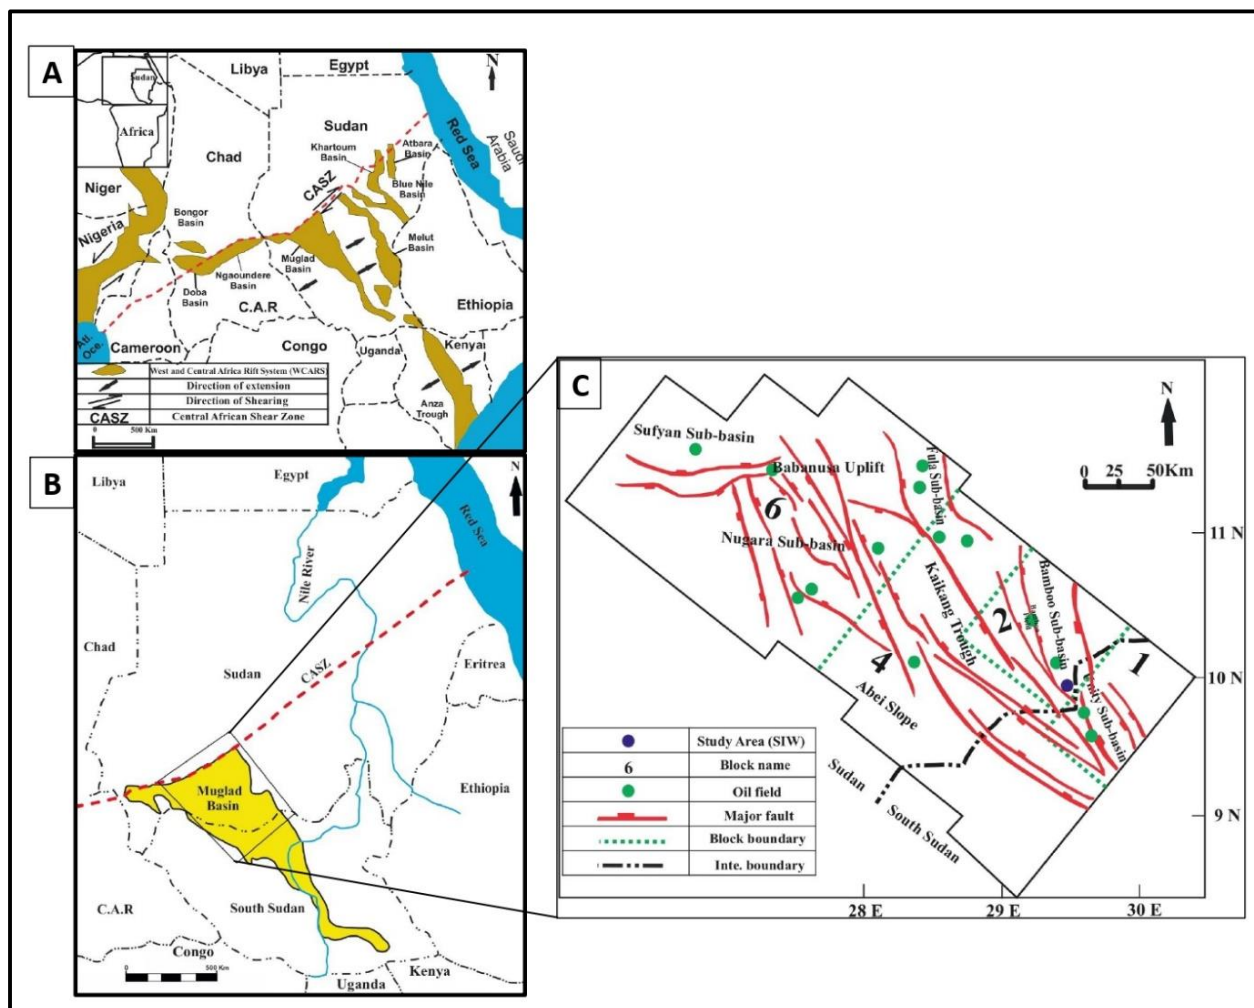 A
N
Sudan
Africa
Libya
Egypt
Sudan
Chad
Red Sea
Saudi
Arabia
Khartoum
Basin
Atbara
Basin
CASZ
Blue Nile
Basin
Niger
Nigeria
Bongor
Basin
Melut
Basin
Muglad
Basin
Ngaoundere
Basin
Doba
Basin
C.A.R
Ethiopia
Atl.
Oce.
Cameroon
Congo
Uganda
Kenya
Anza
Trough
West and Central Africa Rift System (WCARS)
Direction of extension
Direction of Shearing
CASZ
Central African Shear Zone
0
500 Km
B
N
Libya
Egypt
Red Sea
Nile River
Chad
Sudan
CASZ
Eritrea
Muglad
Basin
Ethiopia
C.A.R
South Sudan
Congo
Kenya
Uganda
0
500 Km
C
N
Sufyan Sub-basin
Babanusa Uplift
Fula Sub-basin
0 25 50Km
6
Nugara Sub-basin
11 N
Kaikang Trough
Bamboo Sub-basin
2
1
4
10 N
Abei Slope
Unity Sub-basin
Sudan
South Sudan
9 N
Study Area (SIW)
6
Block name
Oil field
Major fault
Block boundary
Inte. boundary
28 E
29 E
30 E